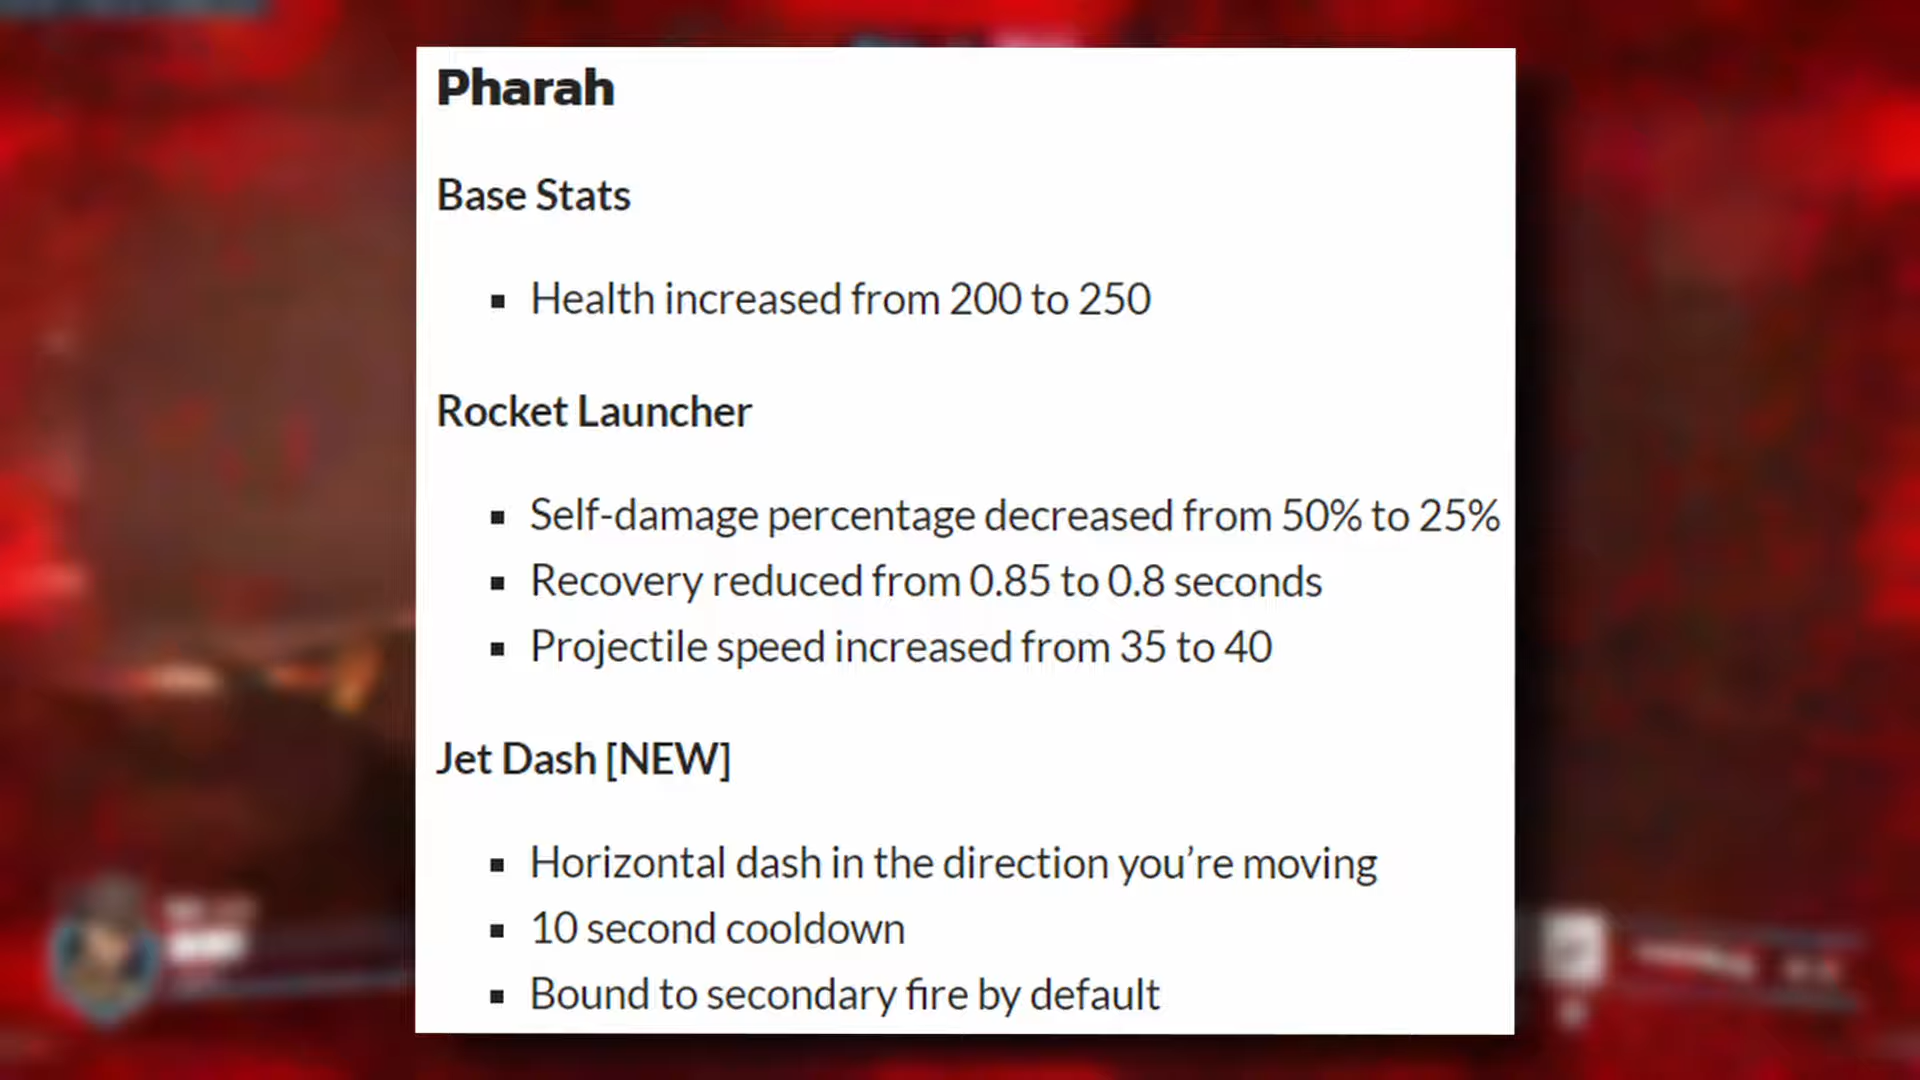 Pharah
Base Stats
Health increased from 200 to 250
Rocket Launcher
Self-damage percentage decreased from 50% to 25%
Recovery reduced from 0.85 to 0.8 seconds
Projectile speed increased from 35 to 40
Jet Dash [NEW]
Horizontal dash in the direction you’re moving
10 second cooldown
Bound to secondary fire by default